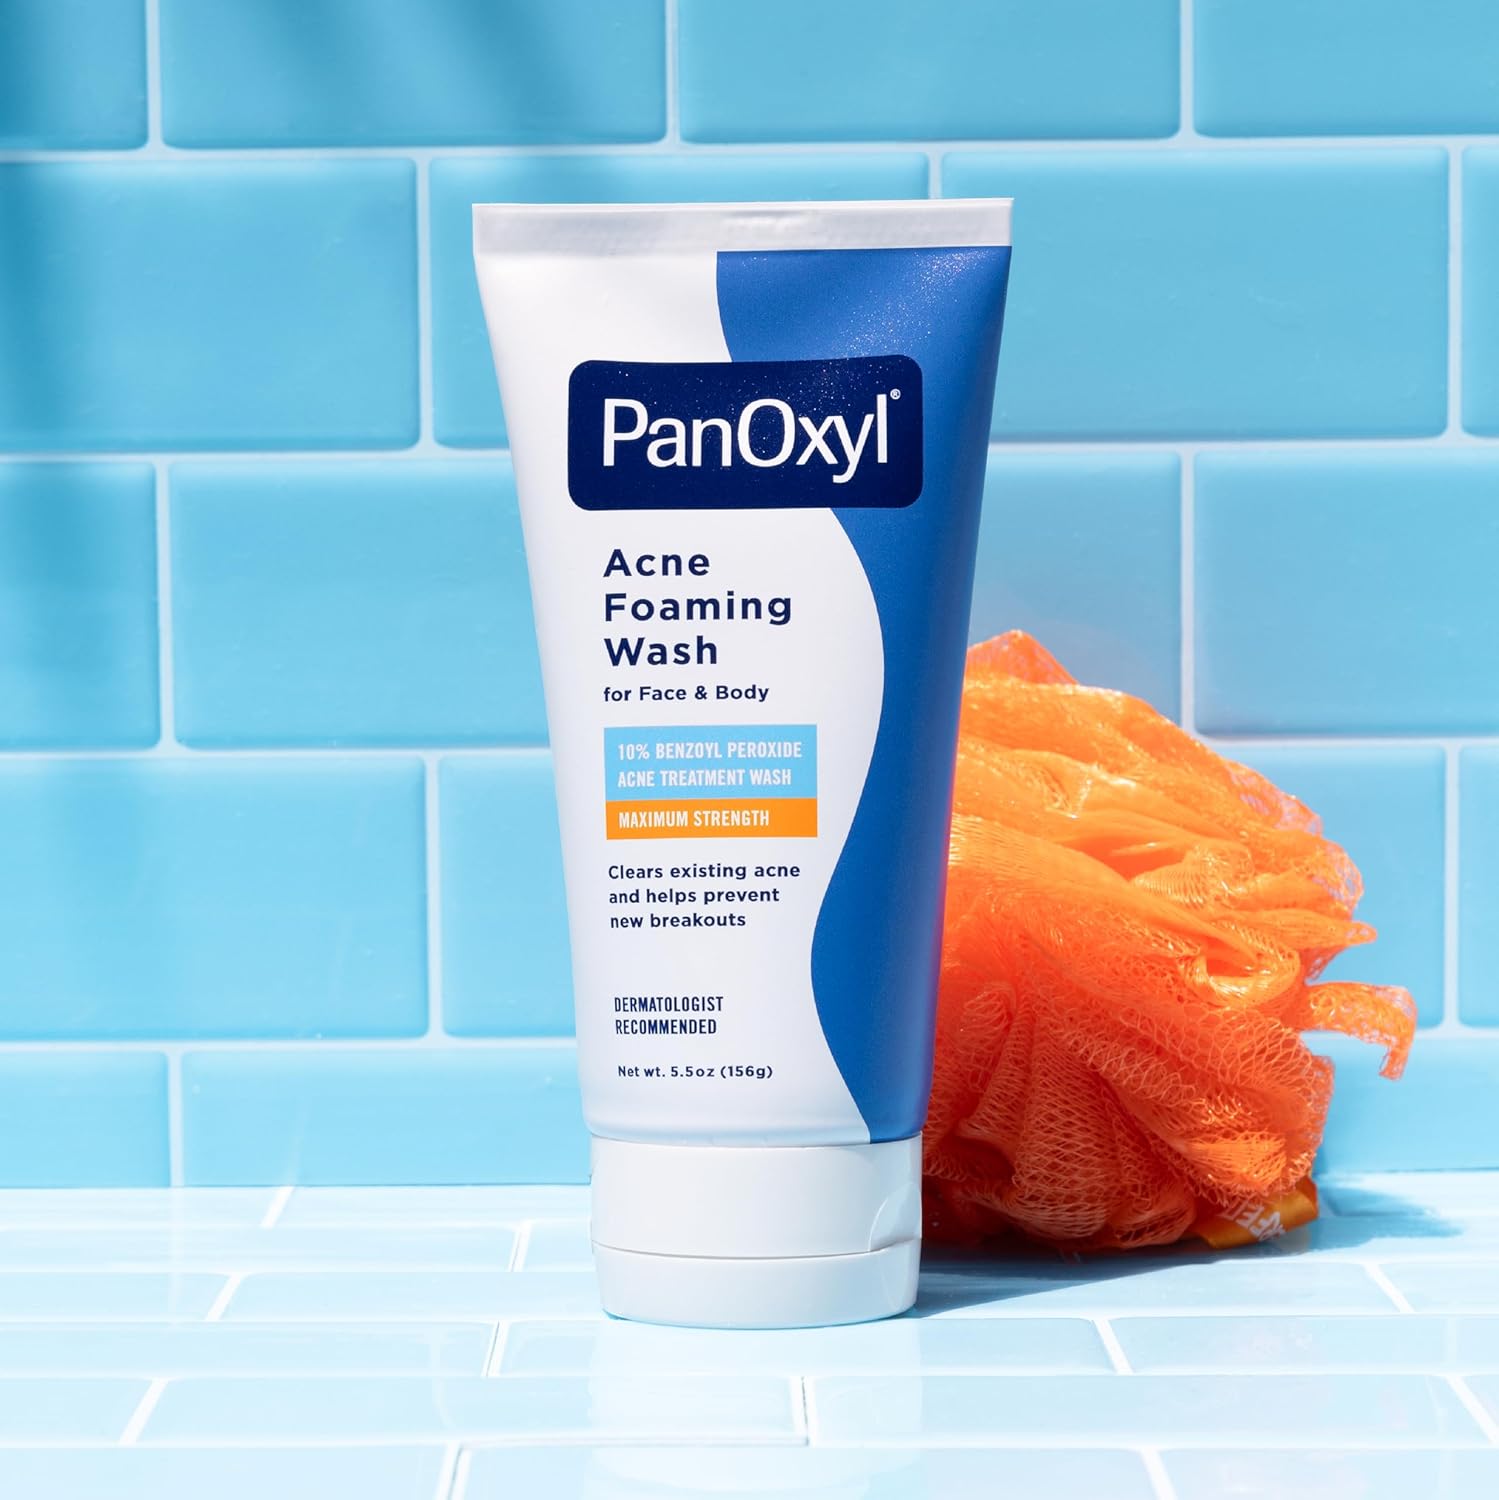 PanOxyl®
Acne
Foaming
Wash
for Face & Body
10% BENZOYL PEROXIDE
ACNE TREATMENT WASH
MAXIMUM STRENGTH
Clears existing acne
and helps prevent
new breakouts
DERMATOLOGIST
RECOMMENDED
Net wt. 5.5oz (156g)